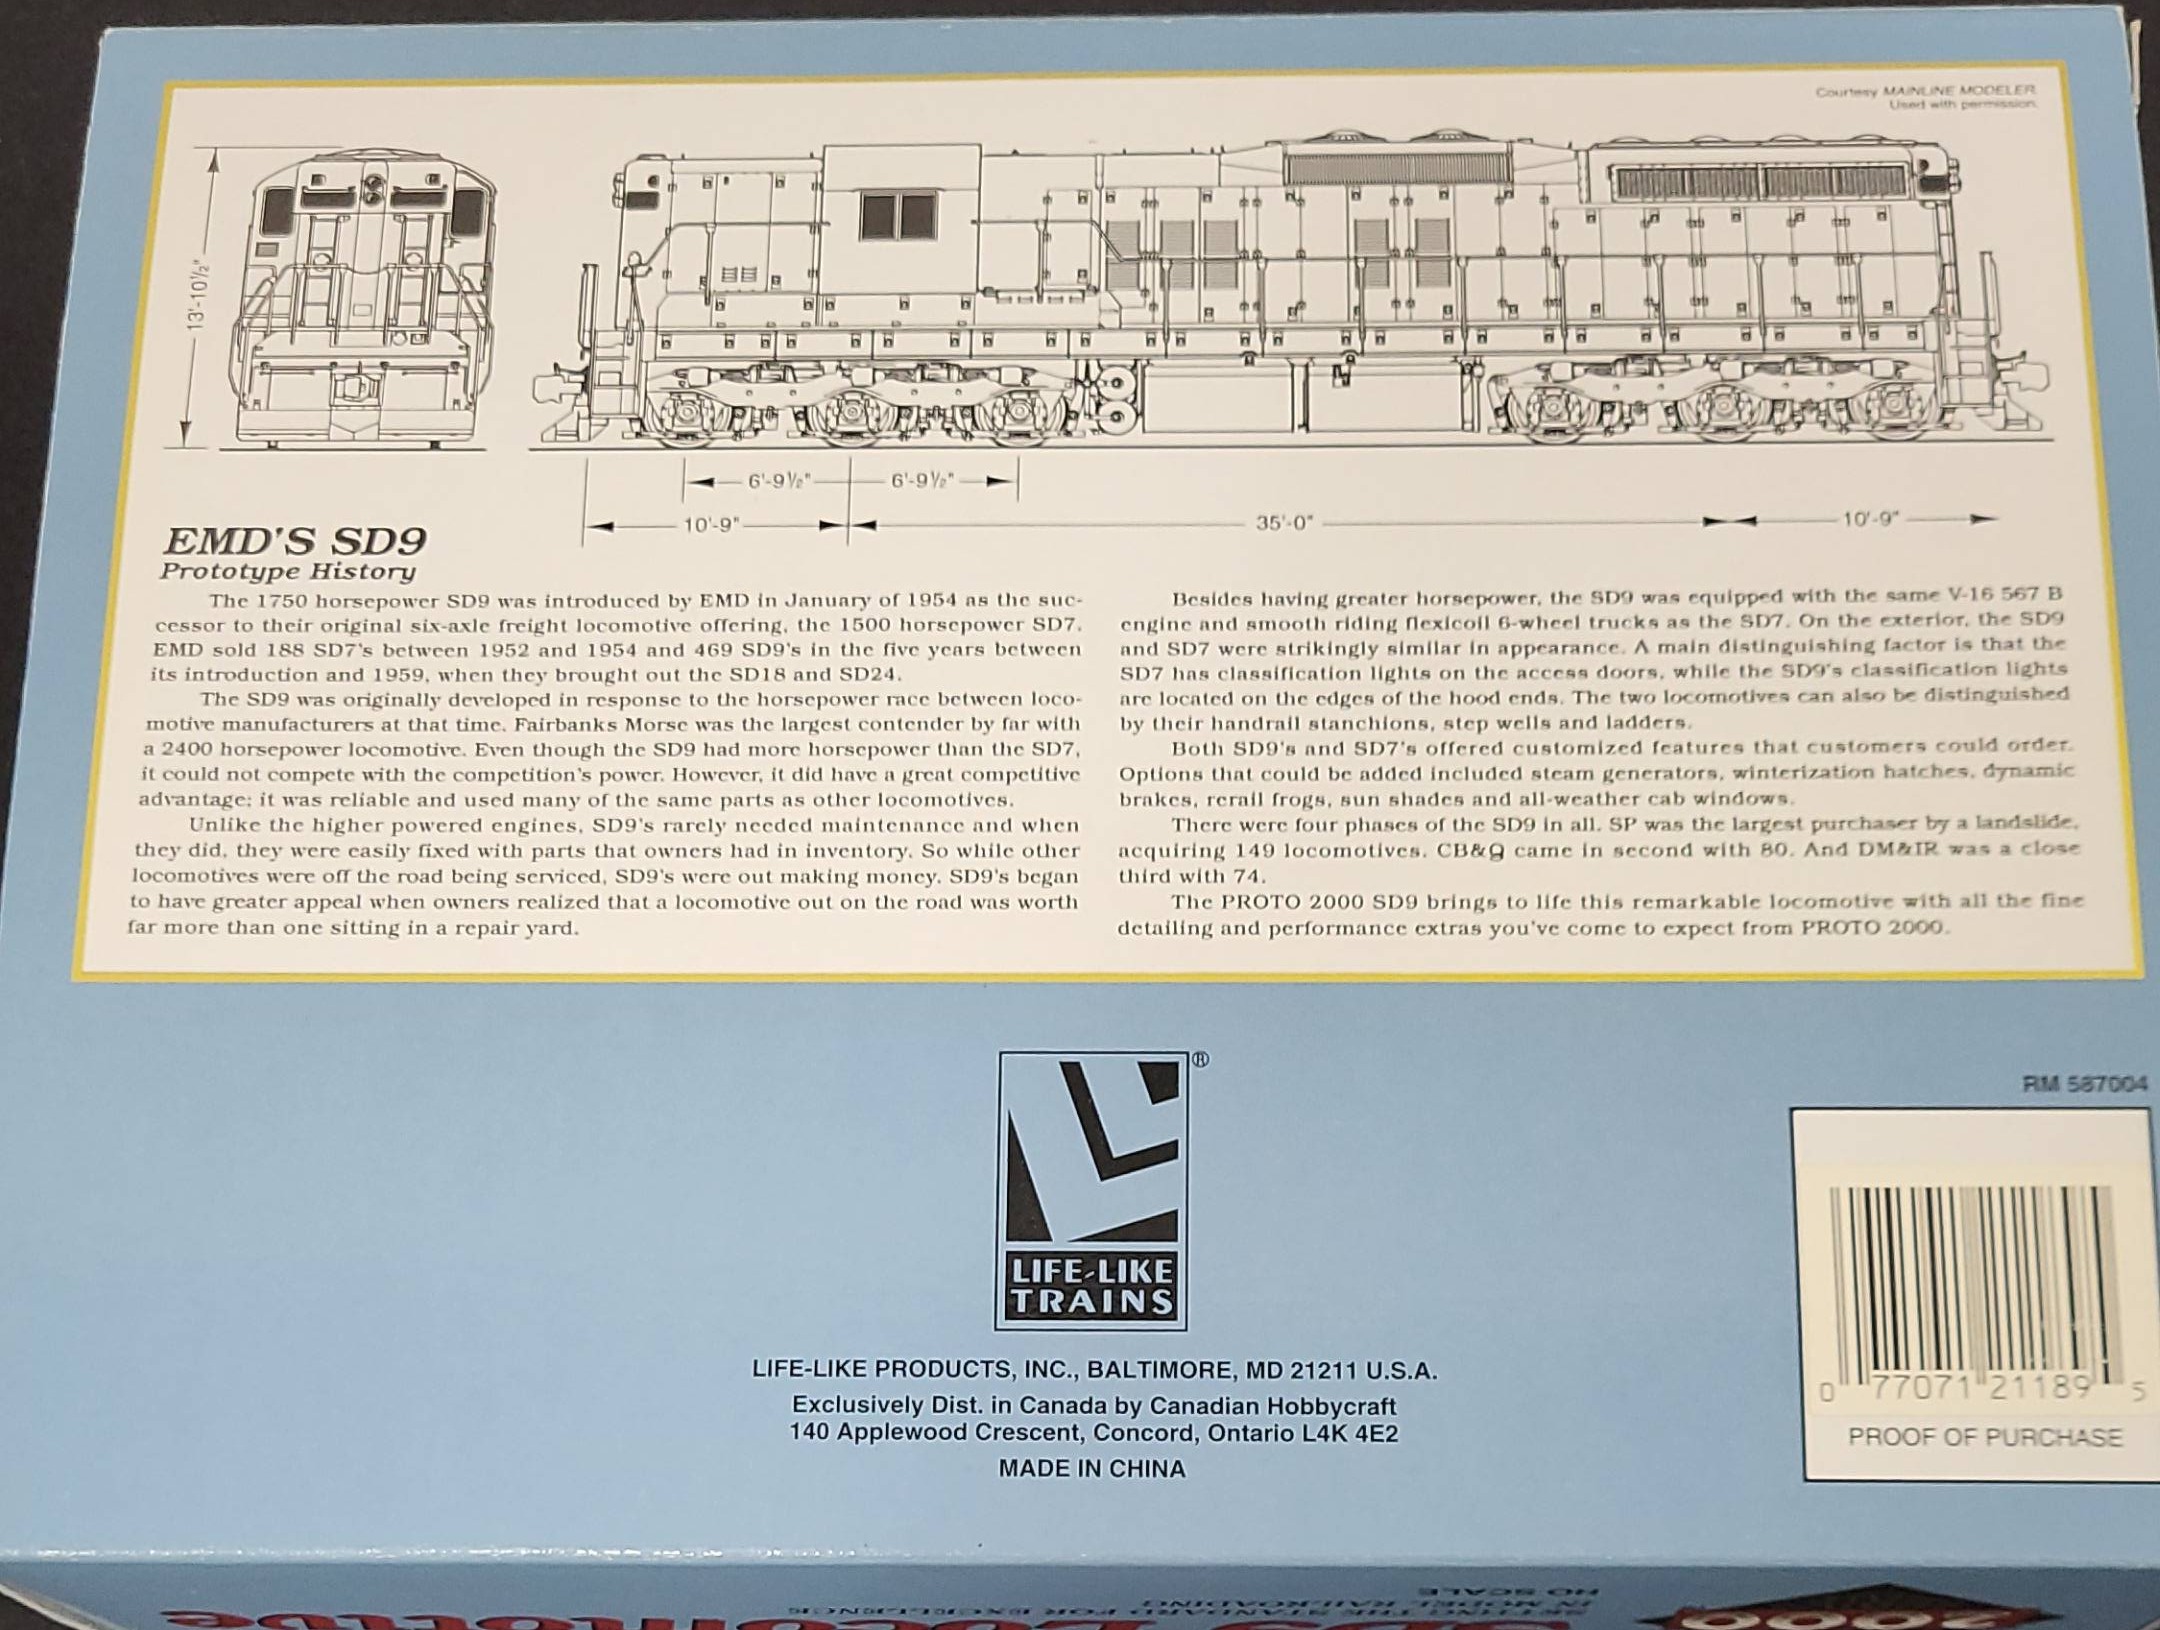 Courtesy MAINLINE MODELER
Used with permission.
13'-10½"
6'-9½" 6'-9½"
10'-9" 35'-0" 10'-9"
EMD'S SD9
Prototype History
The 1750 horsepower SD9 was introduced by EMD in January of 1954 as the suc-
cessor to their original six-axle freight locomotive offering, the 1500 horsepower SD7.
EMD sold 188 SD7's between 1952 and 1954 and 469 SD9's in the five years between
its introduction and 1959, when they brought out the SD18 and SD24.
The SD9 was originally developed in response to the horsepower race between loco-
motive manufacturers at that time. Fairbanks Morse was the largest contender by far with
a 2400 horsepower locomotive. Even though the SD9 had more horsepower than the SD7,
it could not compete with the competition's power. However, it did have a great competitive
advantage; it was reliable and used many of the same parts as other locomotives.
Unlike the higher powered engines, SD9's rarely needed maintenance and when
they did, they were easily fixed with parts that owners had in inventory. So while other
locomotives were off the road being serviced, SD9's were out making money. SD9's began
to have greater appeal when owners realized that a locomotive out on the road was worth
far more than one sitting in a repair yard.
Besides having greater horsepower, the SD9 was equipped with the same V-16 567 B
engine and smooth riding flexicoil 6-wheel trucks as the SD7. On the exterior, the SD9
and SD7 were strikingly similar in appearance. A main distinguishing factor is that the
SD7 has classification lights on the access doors, while the SD9's classification lights
are located on the edges of the hood ends. The two locomotives can also be distinguished
by their handrail stanchions, step wells and ladders.
Both SD9's and SD7's offered customized features that customers could order.
Options that could be added included steam generators, winterization hatches, dynamic
brakes, rerail frogs, sun shades and all-weather cab windows.
There were four phases of the SD9 in all. SP was the largest purchaser by a landslide,
acquiring 149 locomotives. CB&Q came in second with 80. And DM&IR was a close
third with 74.
The PROTO 2000 SD9 brings to life this remarkable locomotive with all the fine
detailing and performance extras you've come to expect from PROTO 2000.
®
LIFE-LIKE
TRAINS
LIFE-LIKE PRODUCTS, INC., BALTIMORE, MD 21211 U.S.A.
Exclusively Dist. in Canada by Canadian Hobbycraft
140 Applewood Crescent, Concord, Ontario L4K 4E2
MADE IN CHINA
RM 587004
0 77071 21189 5
PROOF OF PURCHASE
HO SCALE
IN MODEL RAILROADING
SETTING THE STANDARD FOR EXCELLENCE
2000